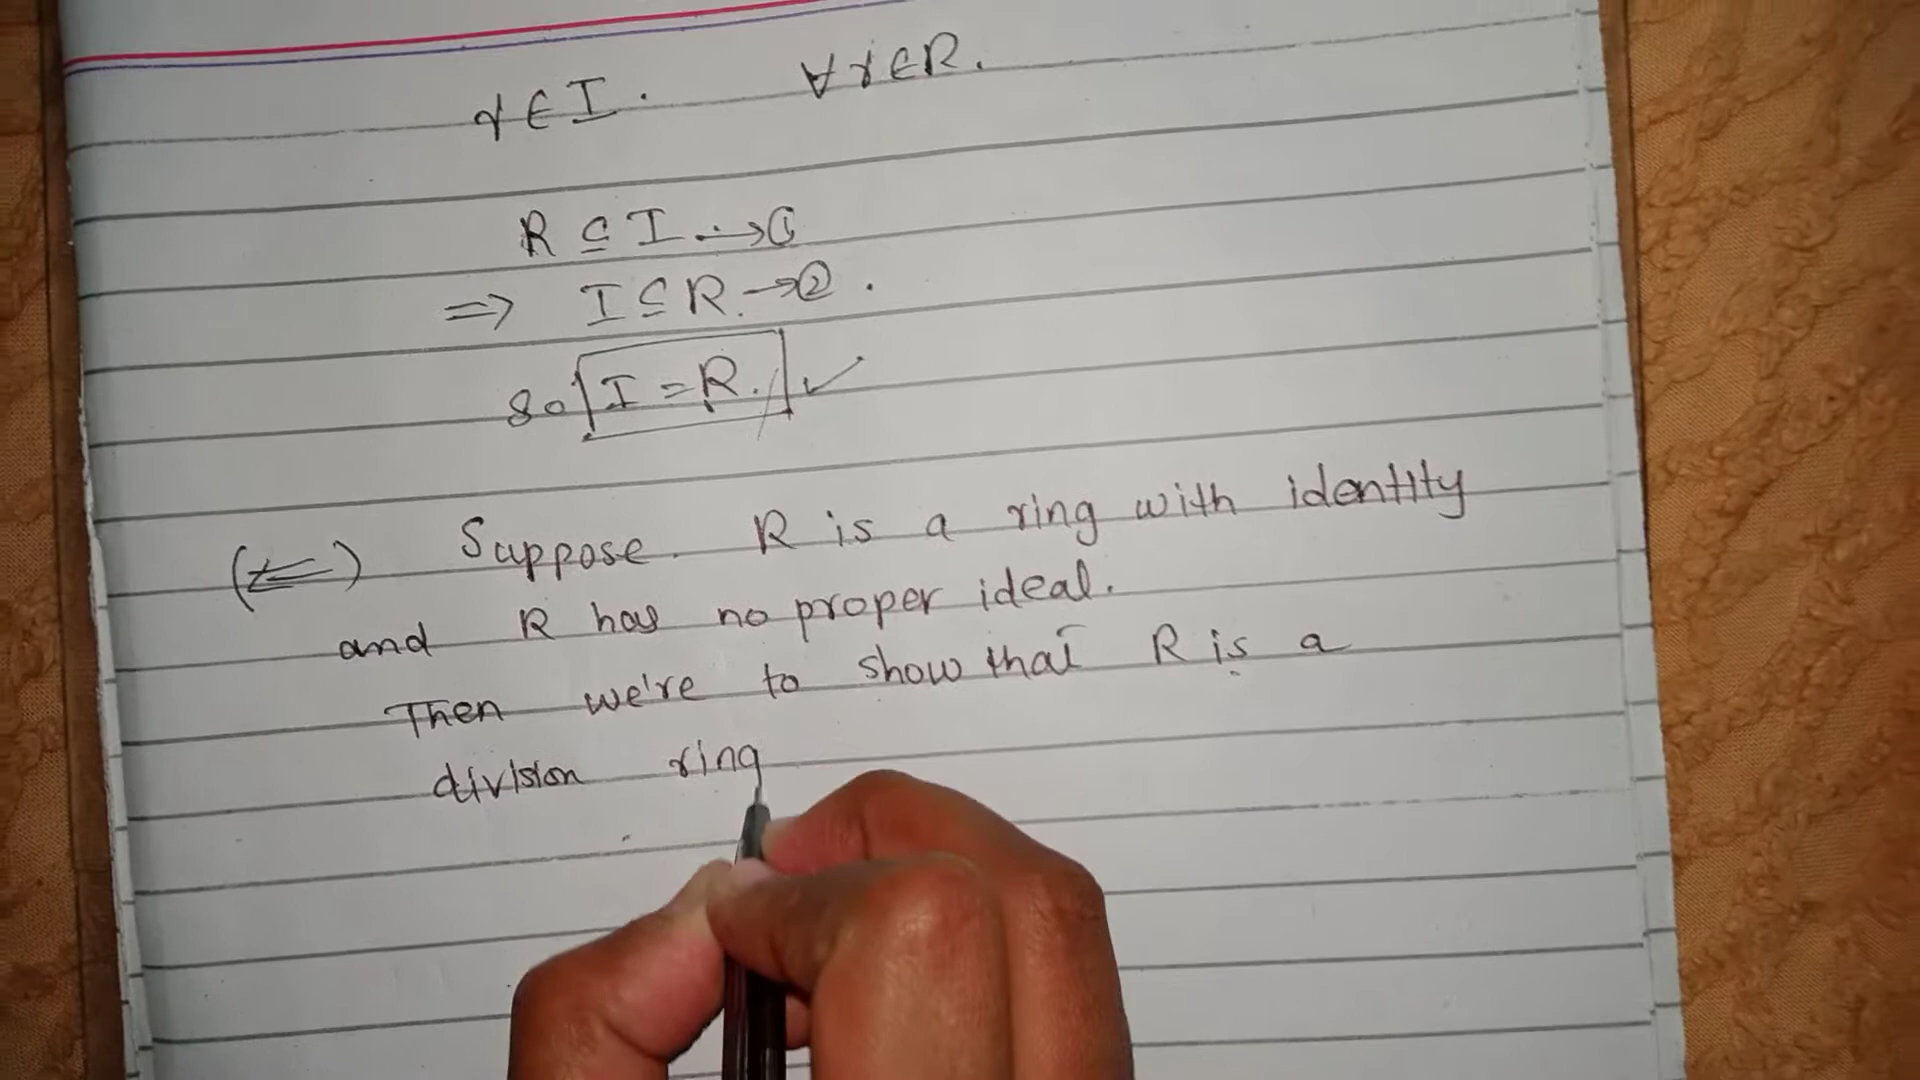 r ∈ I. ∀ r ∈ R.
R ⊆ I. → ①
⇒ I ⊆ R. → ② .
so I = R. ✓
(⇐) Suppose. R is a ring with identity
and R has no proper ideal.
Then we're to show that R is a
division ring